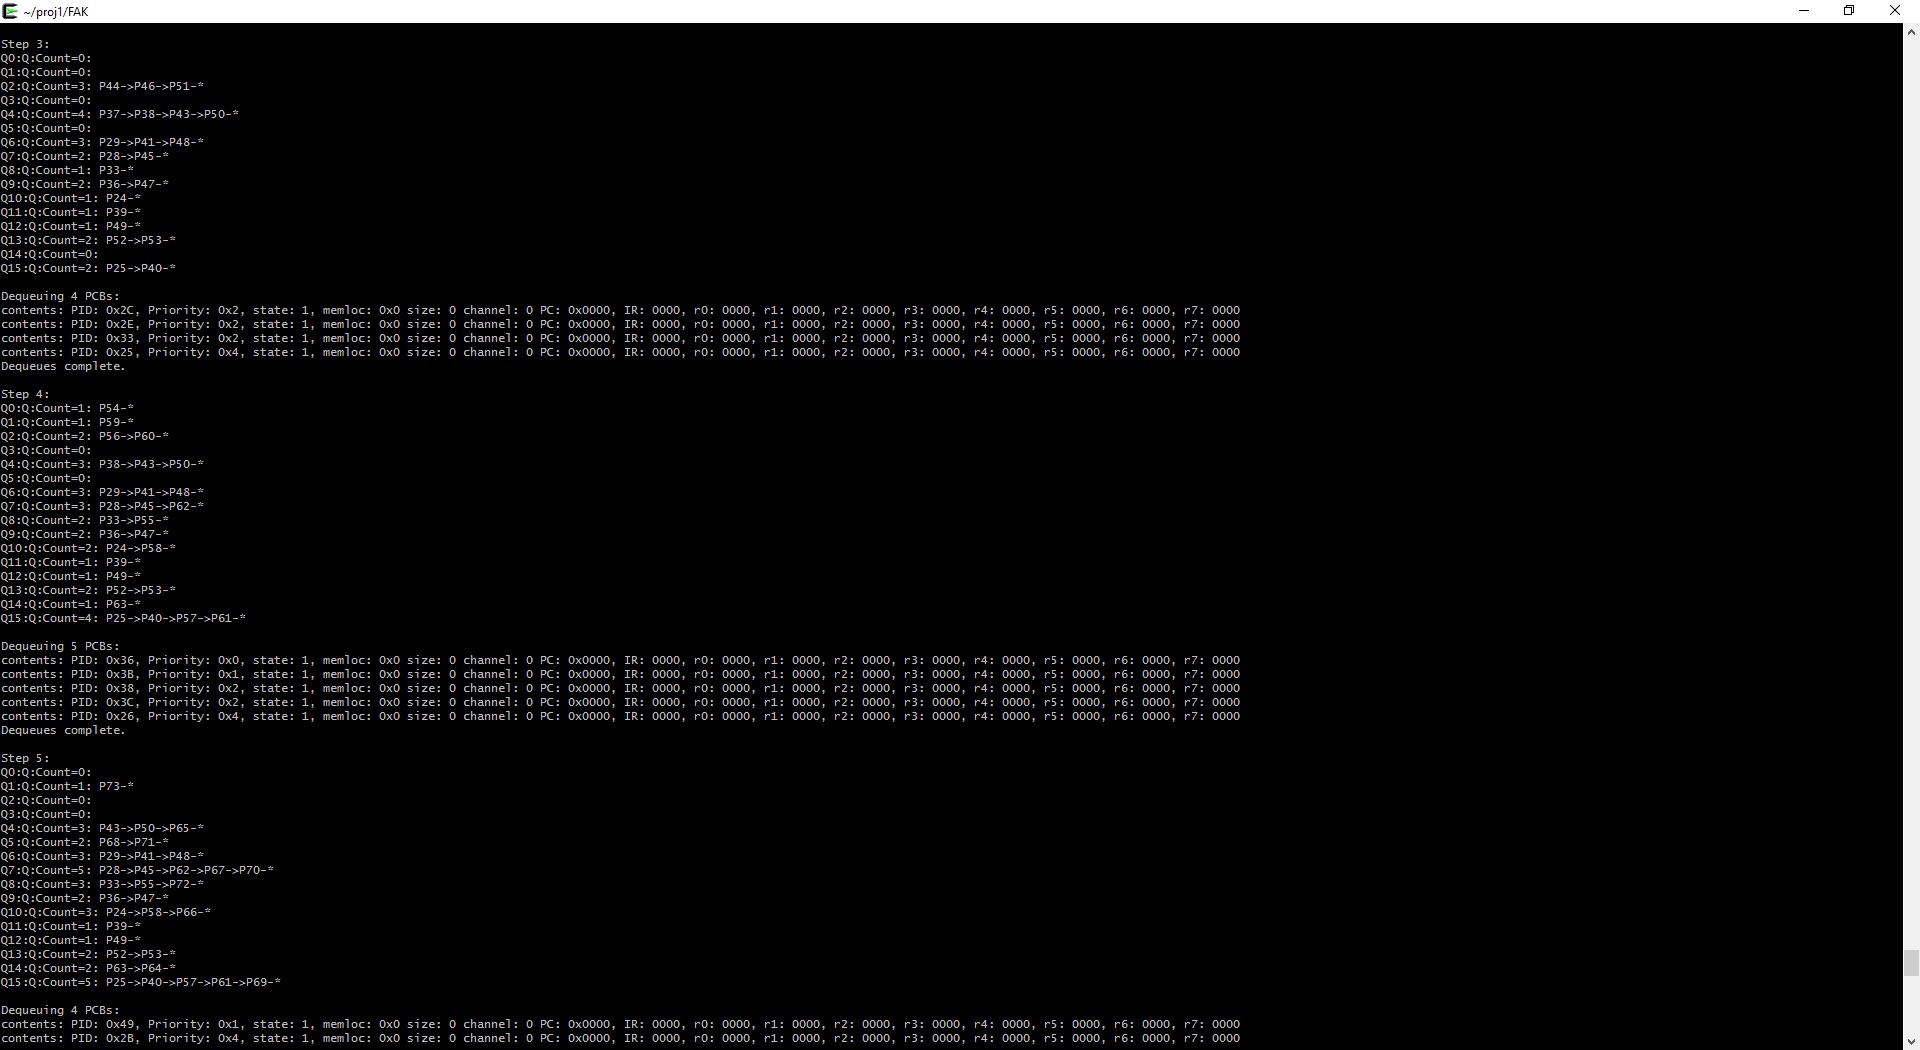 ~/proj1/FAK
Step 3:
Q0:Q:Count=0:
Q1:Q:Count=0:
Q2:Q:Count=3: P44->P46->P51-*
Q3:Q:Count=0:
Q4:Q:Count=4: P37->P38->P43->P50-*
Q5:Q:Count=0:
Q6:Q:Count=3: P29->P41->P48-*
Q7:Q:Count=2: P28->P45-*
Q8:Q:Count=1: P33-*
Q9:Q:Count=2: P36->P47-*
Q10:Q:Count=1: P24-*
Q11:Q:Count=1: P39-*
Q12:Q:Count=1: P49-*
Q13:Q:Count=2: P52->P53-*
Q14:Q:Count=0:
Q15:Q:Count=2: P25->P40-*
Dequeuing 4 PCBs:
contents: PID: 0x2C, Priority: 0x2, state: 1, memloc: 0x0 size: 0 channel: 0 PC: 0x0000, IR: 0000, r0: 0000, r1: 0000, r2: 0000, r3: 0000, r4: 0000, r5: 0000, r6: 0000, r7: 0000
contents: PID: 0x2E, Priority: 0x2, state: 1, memloc: 0x0 size: 0 channel: 0 PC: 0x0000, IR: 0000, r0: 0000, r1: 0000, r2: 0000, r3: 0000, r4: 0000, r5: 0000, r6: 0000, r7: 0000
contents: PID: 0x33, Priority: 0x2, state: 1, memloc: 0x0 size: 0 channel: 0 PC: 0x0000, IR: 0000, r0: 0000, r1: 0000, r2: 0000, r3: 0000, r4: 0000, r5: 0000, r6: 0000, r7: 0000
contents: PID: 0x25, Priority: 0x4, state: 1, memloc: 0x0 size: 0 channel: 0 PC: 0x0000, IR: 0000, r0: 0000, r1: 0000, r2: 0000, r3: 0000, r4: 0000, r5: 0000, r6: 0000, r7: 0000
Dequeues complete.
Step 4:
Q0:Q:Count=1: P54-*
Q1:Q:Count=1: P59-*
Q2:Q:Count=2: P56->P60-*
Q3:Q:Count=0:
Q4:Q:Count=3: P38->P43->P50-*
Q5:Q:Count=0:
Q6:Q:Count=3: P29->P41->P48-*
Q7:Q:Count=3: P28->P45->P62-*
Q8:Q:Count=2: P33->P55-*
Q9:Q:Count=2: P36->P47-*
Q10:Q:Count=2: P24->P58-*
Q11:Q:Count=1: P39-*
Q12:Q:Count=1: P49-*
Q13:Q:Count=2: P52->P53-*
Q14:Q:Count=1: P63-*
Q15:Q:Count=4: P25->P40->P57->P61-*
Dequeuing 5 PCBs:
contents: PID: 0x36, Priority: 0x0, state: 1, memloc: 0x0 size: 0 channel: 0 PC: 0x0000, IR: 0000, r0: 0000, r1: 0000, r2: 0000, r3: 0000, r4: 0000, r5: 0000, r6: 0000, r7: 0000
contents: PID: 0x3B, Priority: 0x1, state: 1, memloc: 0x0 size: 0 channel: 0 PC: 0x0000, IR: 0000, r0: 0000, r1: 0000, r2: 0000, r3: 0000, r4: 0000, r5: 0000, r6: 0000, r7: 0000
contents: PID: 0x38, Priority: 0x2, state: 1, memloc: 0x0 size: 0 channel: 0 PC: 0x0000, IR: 0000, r0: 0000, r1: 0000, r2: 0000, r3: 0000, r4: 0000, r5: 0000, r6: 0000, r7: 0000
contents: PID: 0x3C, Priority: 0x2, state: 1, memloc: 0x0 size: 0 channel: 0 PC: 0x0000, IR: 0000, r0: 0000, r1: 0000, r2: 0000, r3: 0000, r4: 0000, r5: 0000, r6: 0000, r7: 0000
contents: PID: 0x26, Priority: 0x4, state: 1, memloc: 0x0 size: 0 channel: 0 PC: 0x0000, IR: 0000, r0: 0000, r1: 0000, r2: 0000, r3: 0000, r4: 0000, r5: 0000, r6: 0000, r7: 0000
Dequeues complete.
Step 5:
Q0:Q:Count=0:
Q1:Q:Count=1: P73-*
Q2:Q:Count=0:
Q3:Q:Count=0:
Q4:Q:Count=3: P43->P50->P65-*
Q5:Q:Count=2: P68->P71-*
Q6:Q:Count=3: P29->P41->P48-*
Q7:Q:Count=5: P28->P45->P62->P67->P70-*
Q8:Q:Count=3: P33->P55->P72-*
Q9:Q:Count=2: P36->P47-*
Q10:Q:Count=3: P24->P58->P66-*
Q11:Q:Count=1: P39-*
Q12:Q:Count=1: P49-*
Q13:Q:Count=2: P52->P53-*
Q14:Q:Count=2: P63->P64-*
Q15:Q:Count=5: P25->P40->P57->P61->P69-*
Dequeuing 4 PCBs:
contents: PID: 0x49, Priority: 0x1, state: 1, memloc: 0x0 size: 0 channel: 0 PC: 0x0000, IR: 0000, r0: 0000, r1: 0000, r2: 0000, r3: 0000, r4: 0000, r5: 0000, r6: 0000, r7: 0000
contents: PID: 0x2B, Priority: 0x4, state: 1, memloc: 0x0 size: 0 channel: 0 PC: 0x0000, IR: 0000, r0: 0000, r1: 0000, r2: 0000, r3: 0000, r4: 0000, r5: 0000, r6: 0000, r7: 0000